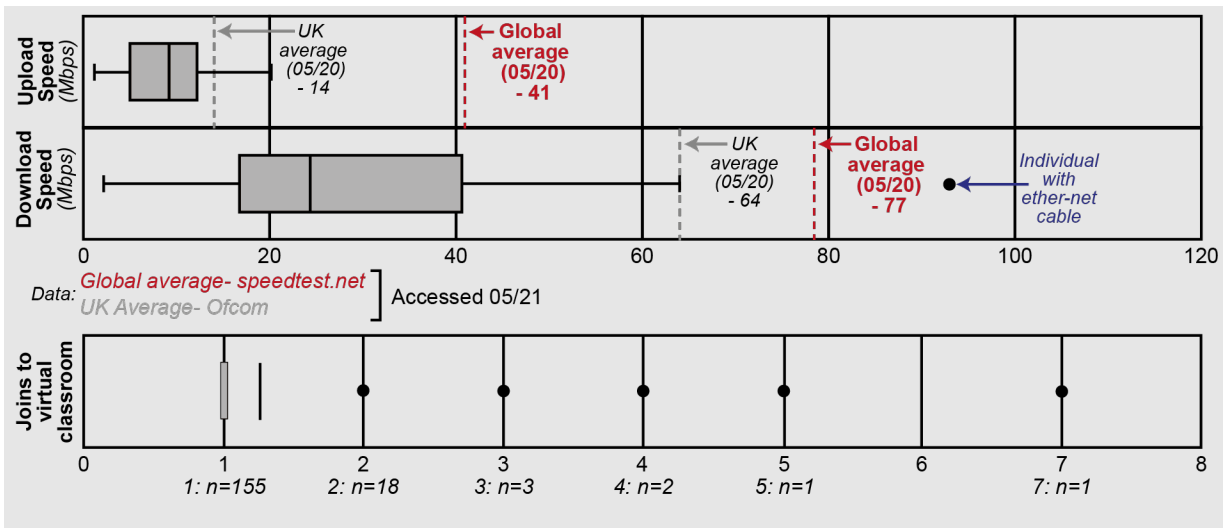 Upload
Speed
(Mbps)
UK
average
(05/20)
- 14
Global
average
(05/20)
- 41
Download
Speed
(Mbps)
UK
average
(05/20)
- 64
Global
average
(05/20)
- 77
Individual
with
ether-net
cable
0 20 40 60 80 100 120
Data:
Global average- speedtest.net
UK Average- Ofcom
Accessed 05/21
Joins to
virtual
classroom
0 1 2 3 4 5 6 7 8
1: n=155 2: n=18 3: n=3 4: n=2 5: n=1 7: n=1